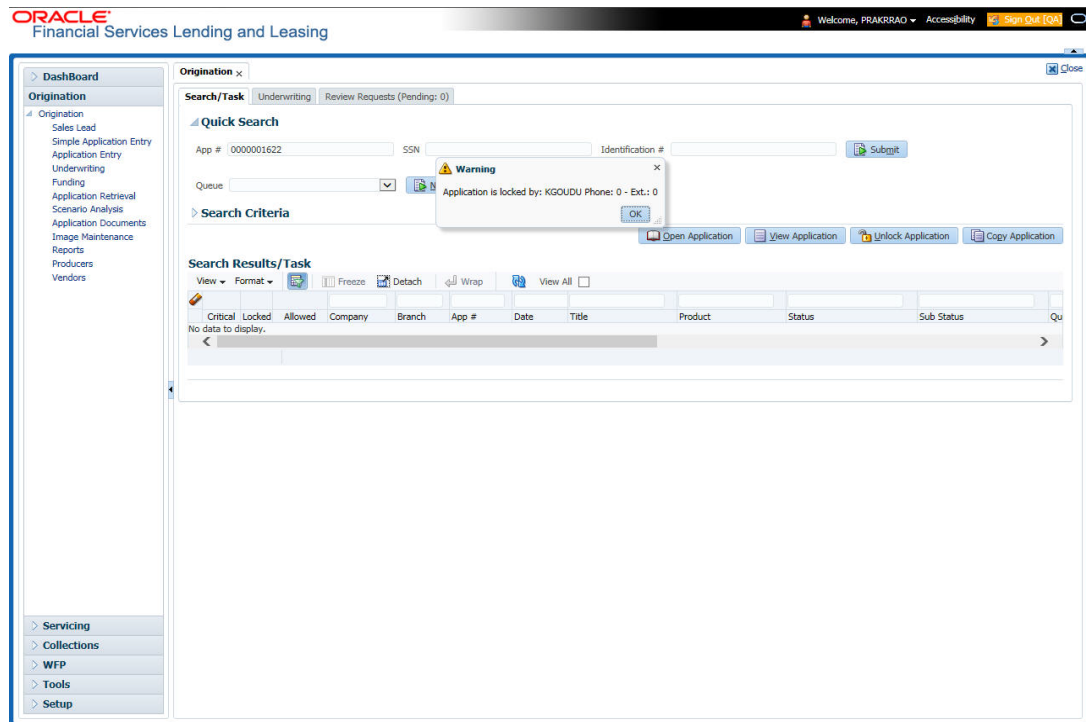 ORACLE
Financial Services Lending and Leasing
Welcome, PRAKRRAO Accessibility Sign Out [QA]
Close
DashBoard
Origination
Origination
Sales Lead
Simple Application Entry
Application Entry
Underwriting
Funding
Application Retrieval
Scenario Analysis
Application Documents
Image Maintenance
Reports
Producers
Vendors
Servicing
Collections
WFP
Tools
Setup
Origination
Search/Task Underwriting Review Requests (Pending: 0)
Quick Search
App # 0000001622 SSN Identification # Submit
Queue N
Warning
Application is locked by: KGOUDU Phone: 0 - Ext.: 0
OK
Search Criteria
Open Application View Application Unlock Application Copy Application
Search Results/Task
View Format Freeze Detach Wrap View All
Critical Locked Allowed Company Branch App # Date Title Product Status Sub Status Qu
No data to display.